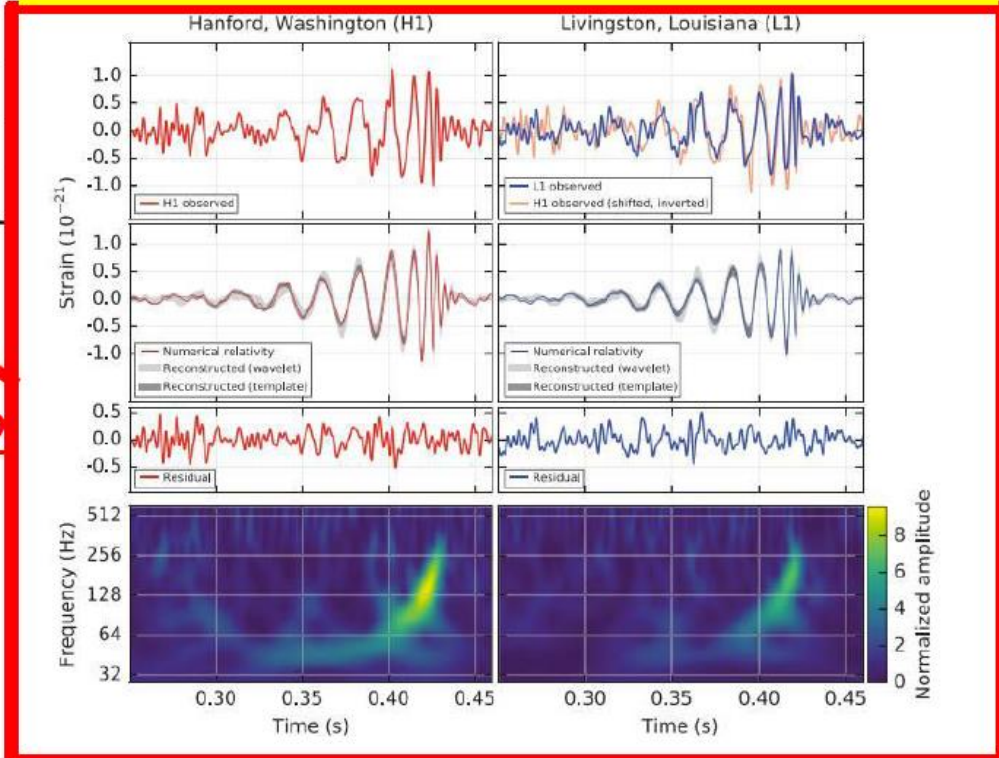 Hanford, Washington (H1)
Livingston, Louisiana (L1)
Strain (10⁻²¹)
1.0
0.5
0.0
-0.5
-1.0
H1 observed
L1 observed
H1 observed (shifted, inverted)
1.0
0.5
0.0
-0.5
-1.0
Numerical relativity
Reconstructed (wavelet)
Reconstructed (template)
Numerical relativity
Reconstructed (wavelet)
Reconstructed (template)
0.5
0.0
-0.5
Residual
Residual
Frequency (Hz)
512
256
128
64
32
0.30 0.35 0.40 0.45
Time (s)
0.30 0.35 0.40 0.45
Time (s)
8
6
4
2
0
Normalized amplitude